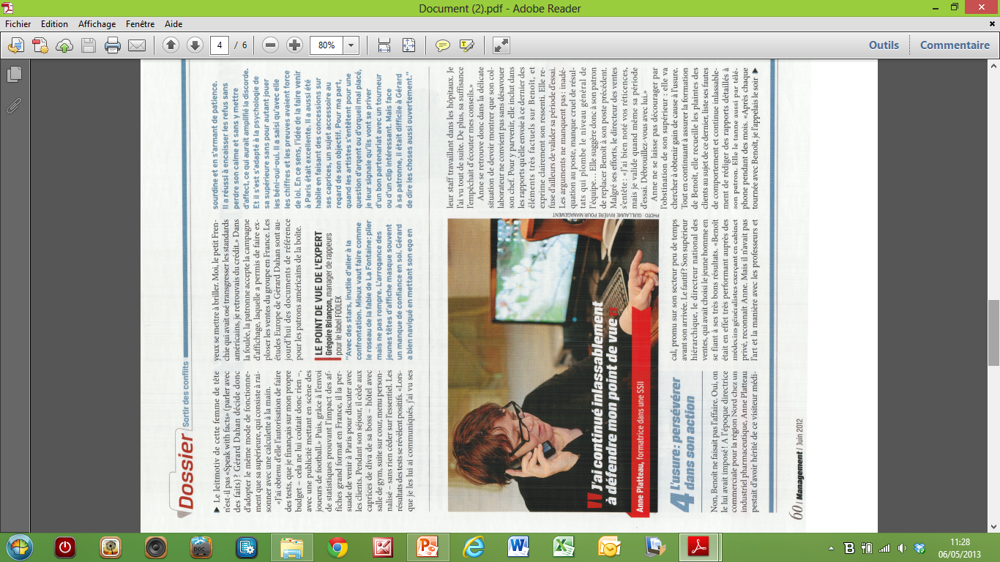 Document (2).pdf - Adobe Reader
Fichier Edition Affichage Fenêtre Aide
4 / 6
80%
Outils
Commentaire
Dossier Sortir des conflits
Le leitmotiv de cette femme de tête
n'est-il pas «Speak with facts» (parler avec
des faits) ? Gérard Dahan décide donc
d'adopter le même mode de fonctionne-
ment que sa supérieure, qui consiste à rai-
sonner avec une calculette à la main.
«J'ai obtenu d'elle l'autorisation de faire
des tests, que je finançais sur mon propre
budget – cela ne lui coûtait donc rien –,
avec une publicité mettant en scène des
joueurs de football.» Puis, grâce à l'envoi
de statistiques prouvant l'impact des af-
fiches grand format en France, il la per-
suade de venir à Paris pour discuter avec
les clients. Pendant son séjour, il cède aux
caprices de diva de sa boss – hôtel avec
salle de gym, suite sur cour, menu person-
nalisé – sans rien céder sur l'essentiel. Les
résultats des tests se révèlent positifs. «Lors-
que je les lui ai communiqués, j'ai vu ses
yeux se mettre à briller. Moi, le petit Fren-
chie qui avait osé transgresser les standards
américains, je retrouvais du crédit.» Dans
la foulée, la patronne accepte la campagne
d'affichage, laquelle a permis de faire ex-
ploser les ventes du groupe en France. Les
études Europe de Gérard Dahan sont au-
jourd'hui des documents de référence
pour les patrons américains de la boîte.
LE POINT DE VUE DE L'EXPERT
Grégoire Briançon, manager de rappeurs
pour le label FOOLEK
"Avec des stars, inutile d'aller à la
confrontation. Mieux vaut faire comme
le roseau de la fable de La Fontaine: plier
mais ne pas rompre. L'arrogance des
jeunes têtes d'affiche masque souvent
un manque de confiance en soi. Gérard
a bien navigué en mettant son ego en
sourdine et en s'armant de patience.
Il a réussi à encaisser les refus sans
perdre son calme et sans y mettre
d'affect, ce qui aurait amplifié la discorde.
Et il s'est adapté à la psychologie de
sa supérieure sans pour autant jouer
les béni-oui-oui. Il a saisi qu'avec elle
les chiffres et les preuves avaient force
de loi. En ce sens, l'idée de la faire venir
à Paris était excellente. Il a aussi été
habile en faisant des concessions sur
ses caprices, un sujet accessoire au
regard de son objectif. Pour ma part,
quand les artistes s'entêtent pour une
question d'argent ou d'orgueil mal placé,
je leur signale qu'ils vont se priver
d'un bon partenariat avec un tourneur
ou d'un clip intéressant. Mais face
à sa patronne, il était difficile à Gérard
de dire les choses aussi ouvertement."
"J'ai continué inlassablement
à défendre mon point de vue"
Anne Platteau, formatrice dans une SSII
PHOTO : GUILLAUME RIVIÈRE POUR MANAGEMENT
4 L'usure: persévérer
dans son action
Non, Benoît ne faisait pas l'affaire. Oui, on
le lui avait imposé ! A l'époque directrice
commerciale pour la région Nord chez un
industriel pharmaceutique, Anne Platteau
pestait d'avoir hérité de ce visiteur médi-
cal, promu sur son secteur peu de temps
avant son arrivée. Le fautif? Son supérieur
hiérarchique, le directeur national des
ventes, qui avait choisi le jeune homme en
se fiant à ses très bons résultats. «Benoît
était en effet très performant auprès des
médecins généralistes exerçant en cabinet
privé, reconnaît Anne. Mais il n'avait pas
l'art et la manière avec les professeurs et
leur staff travaillant dans les hôpitaux. Je
l'ai vu tout de suite. De plus, sa suffisance
l'empêchait d'écouter mes conseils.»
Anne se retrouve donc dans la délicate
situation de devoir montrer que son col-
laborateur ne convient pas sans désavouer
son chef. Pour y parvenir, elle inclut dans
les rapports qu'elle envoie à ce dernier des
éléments très factuels sur Benoît, et
exprime clairement son ressenti. Elle re-
fuse d'ailleurs de valider sa période d'essai.
Les arguments ne manquent pas: inadé-
quation au poste, manque cruel de résul-
tats qui plombe le niveau général de
l'équipe… Elle suggère donc à son patron
de replacer Benoît à son poste précédent.
Malgré ses efforts, le directeur des ventes
s'entête : «J'ai bien noté vos réticences,
mais je valide quand même sa période
d'essai. Débrouillez-vous avec lui.»
Anne ne se laisse pas décourager par
l'obstination de son supérieur : elle va
chercher à obtenir gain de cause à l'usure.
Tout en continuant à assurer la formation
de Benoît, elle recueille les plaintes des
clients au sujet de ce dernier, liste ses fautes
de comportement et continue inlassable-
ment de rédiger des rapports détaillés à
son patron. Elle le tanne aussi par télé-
phone pendant des mois. «Après chaque
tournée avec Benoît, je l'appelais le soir
60 / Management / Juin 2012
11:28
06/05/2013